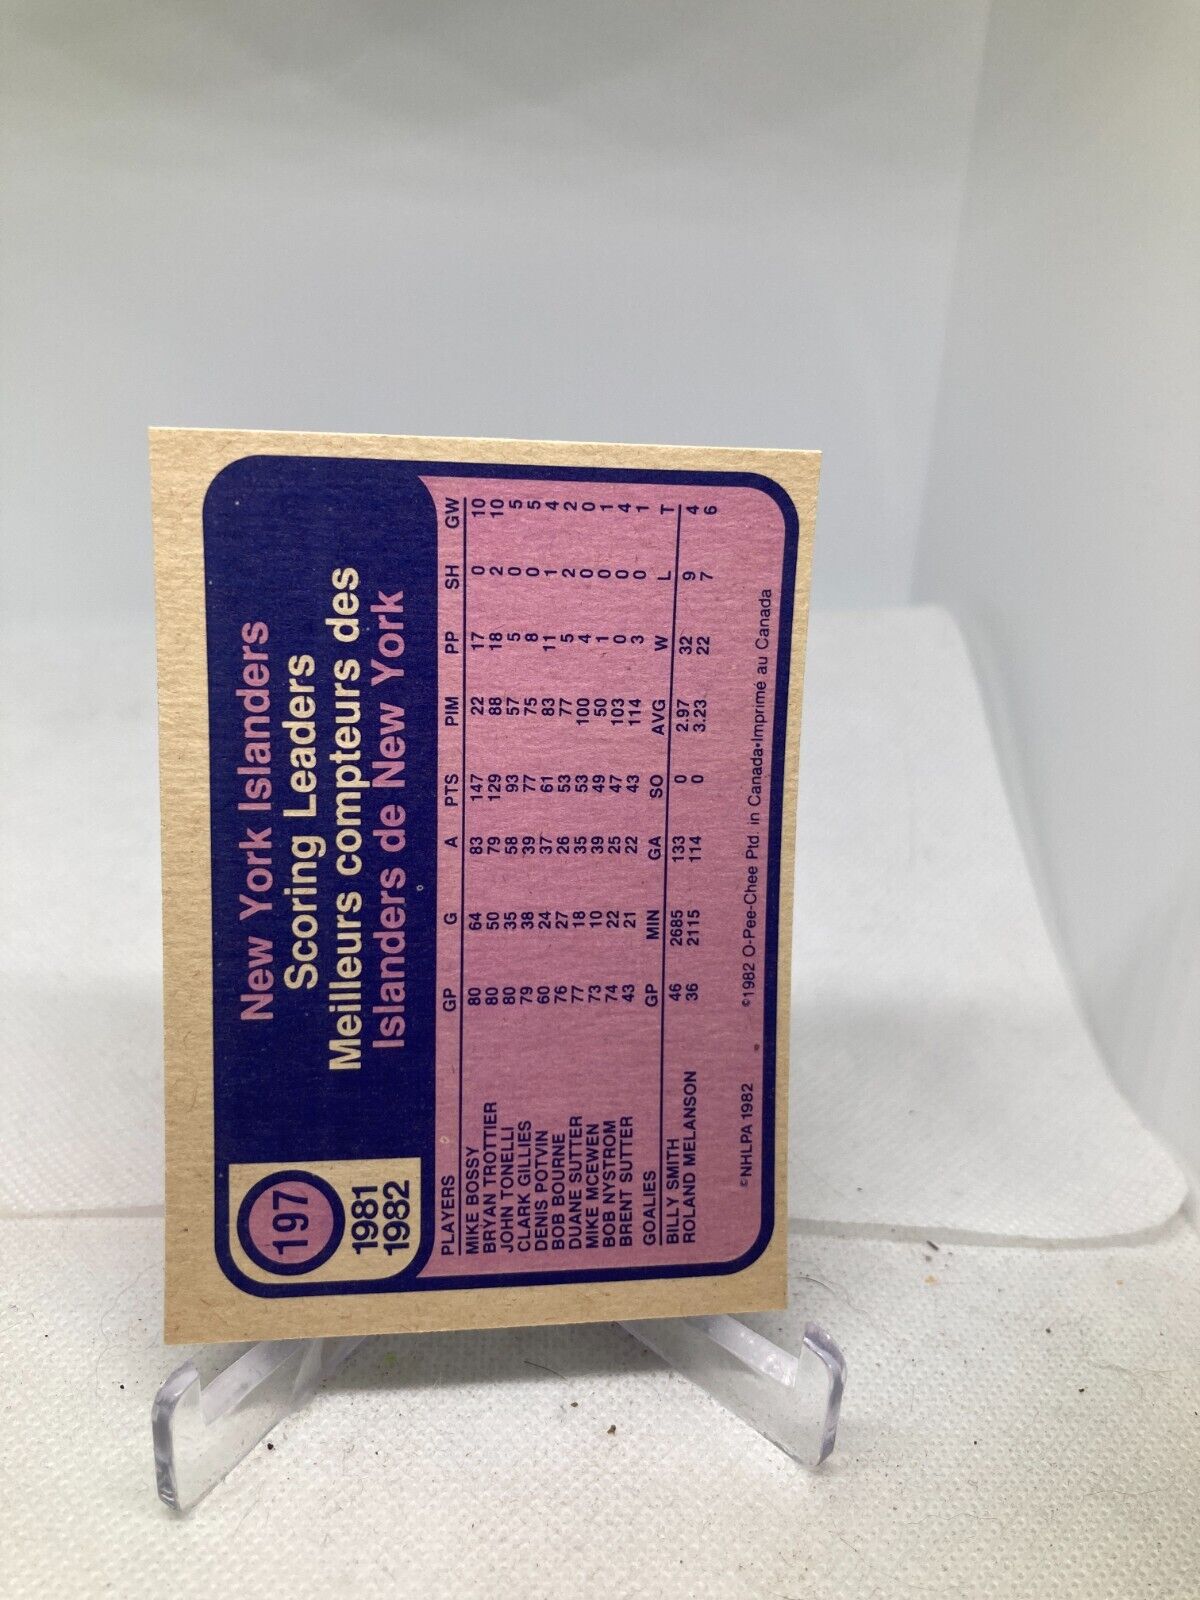 197
1981
1982
New York Islanders
Scoring Leaders
Meilleurs compteurs des
Islanders de New York
PLAYERS GP G A PTS PIM PP SH GW
MIKE BOSSY 80 64 83 147 22 17 0 10
BRYAN TROTTIER 80 50 79 129 88 18 2 10
JOHN TONELLI 80 35 58 93 57 5 0 5
CLARK GILLIES 79 38 39 77 75 8 0 5
DENIS POTVIN 60 24 37 61 83 11 1 4
BOB BOURNE 76 27 26 53 77 5 2 2
DUANE SUTTER 77 18 35 53 100 4 0 0
MIKE MCEWEN 73 10 39 49 50 1 0 1
BOB NYSTROM 74 22 25 47 103 0 0 4
BRENT SUTTER 43 21 22 43 114 3 0 1
GOALIES GP MIN GA SO AVG W L T
BILLY SMITH 46 2685 133 0 2.97 32 9 4
ROLAND MELANSON 36 2115 114 0 3.23 22 7 6
©NHLPA 1982 ©1982 O-Pee-Chee Ptd. in Canada•Imprimé au Canada